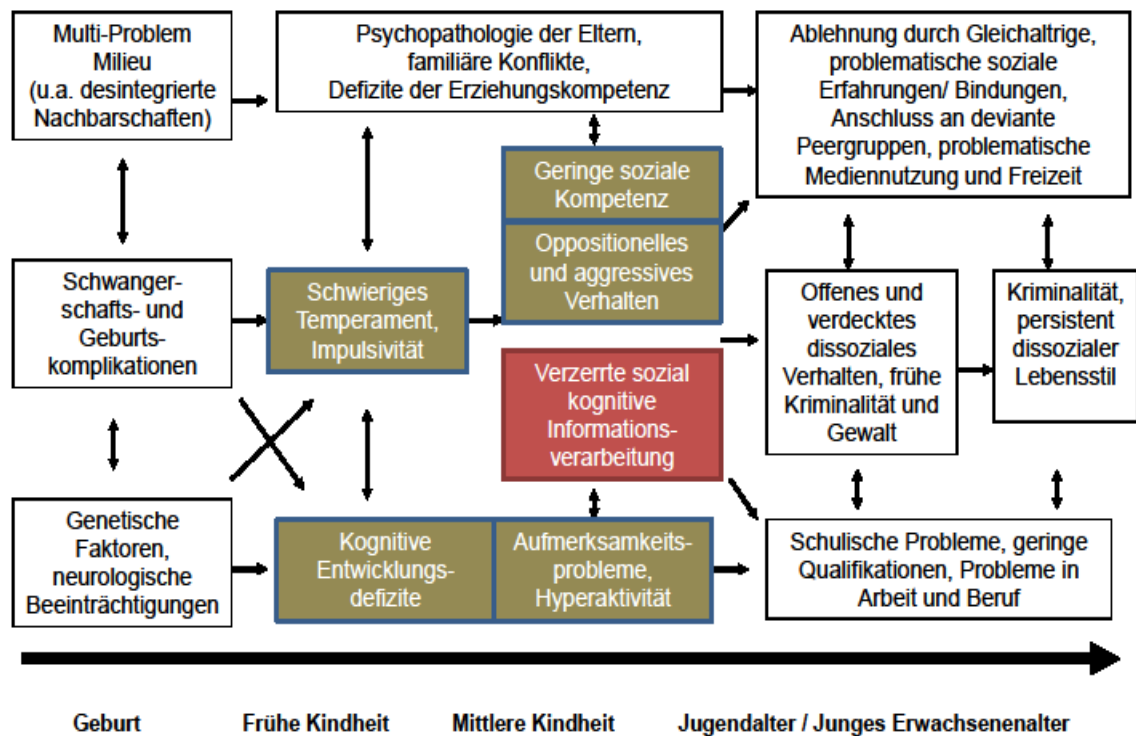 Multi-Problem
Milieu
(u.a. desintegrierte
Nachbarschaften)
Psychopathologie der Eltern,
familiäre Konflikte,
Defizite der Erziehungskompetenz
Ablehnung durch Gleichaltrige,
problematische soziale
Erfahrungen/ Bindungen,
Anschluss an deviante
Peergruppen, problematische
Mediennutzung und Freizeit
Geringe soziale
Kompetenz
Oppositionelles
und aggressives
Verhalten
Schwanger-
schafts- und
Geburts-
komplikationen
Schwieriges
Temperament,
Impulsivität
Verzerrte sozial
kognitive
Informations-
verarbeitung
Offenes und
verdecktes
dissoziales
Verhalten, frühe
Kriminalität und
Gewalt
Kriminalität,
persistent
dissozialer
Lebensstil
Genetische
Faktoren,
neurologische
Beeinträchtigungen
Kognitive
Entwicklungs-
defizite
Aufmerksamkeits-
probleme,
Hyperaktivität
Schulische Probleme, geringe
Qualifikationen, Probleme in
Arbeit und Beruf
Geburt
Frühe Kindheit
Mittlere Kindheit
Jugendalter / Junges Erwachsenenalter